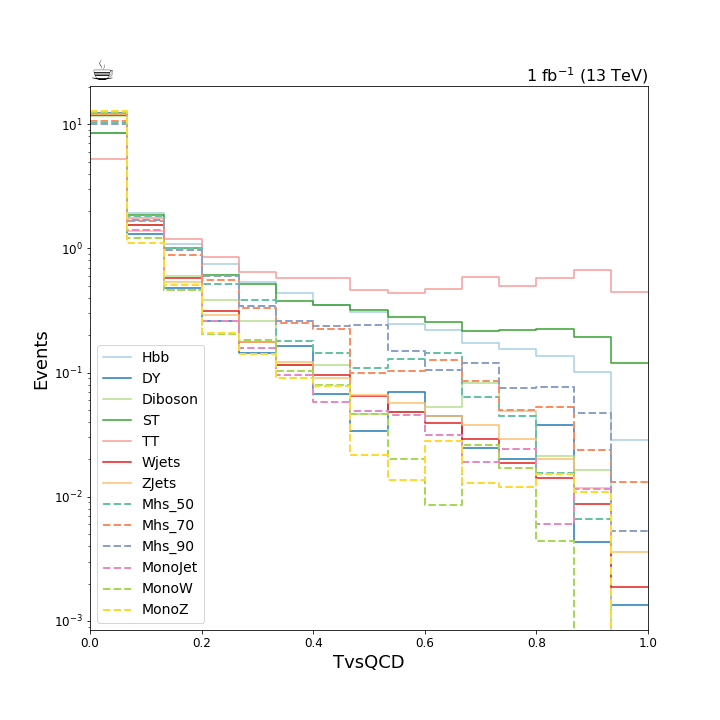 ☕
1 fb⁻¹ (13 TeV)
Events
10¹
10⁰
10⁻¹
10⁻²
10⁻³
Hbb
DY
Diboson
ST
TT
Wjets
ZJets
Mhs_50
Mhs_70
Mhs_90
MonoJet
MonoW
MonoZ
0.0 0.2 0.4 0.6 0.8 1.0
TvsQCD